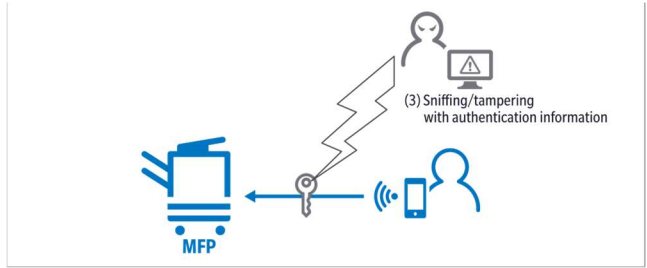 (3) Sniffing/tampering
with authentication information
MFP